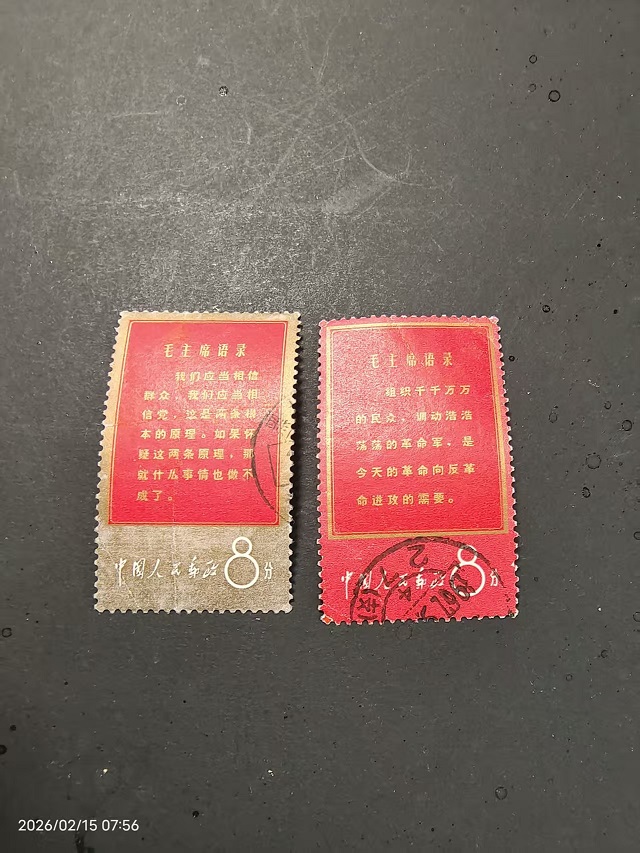 毛主席语录
我们应当相信
群众，我们应当相
信党，这是两条根
本的原理。如果怀
疑这两条原理，那
就什么事情也做不
成了。
中国人民邮政 8分
毛主席语录
组织千千万万
的民众，调动浩浩
荡荡的革命军，是
今天的革命向反革
命进攻的需要。
中国人民邮政 8分
2026/02/15 07:56